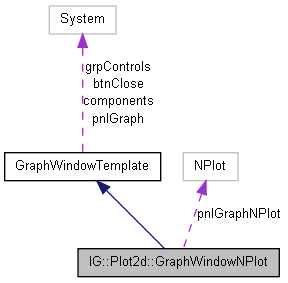 System
grpControls
btnClose
components
pnlGraph
GraphWindowTemplate
NPlot
pnlGraphNPlot
IG::Plot2d::GraphWindowNPlot